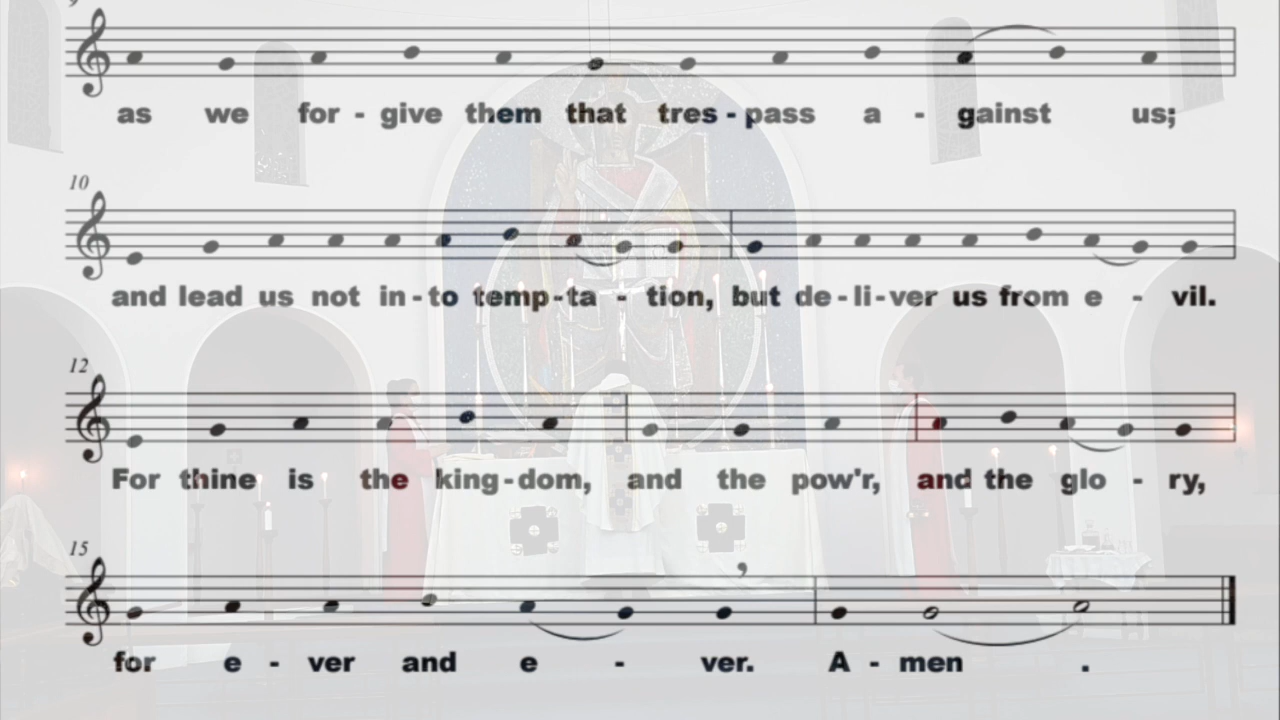 9
as we for - give them that tres - pass a - gainst us;
10
and lead us not in - to temp - ta - tion, but de - li - ver us from e - vil.
12
For thine is the king - dom, and the pow'r, and the glo - ry,
15
for e - ver and e - ver. A - men .